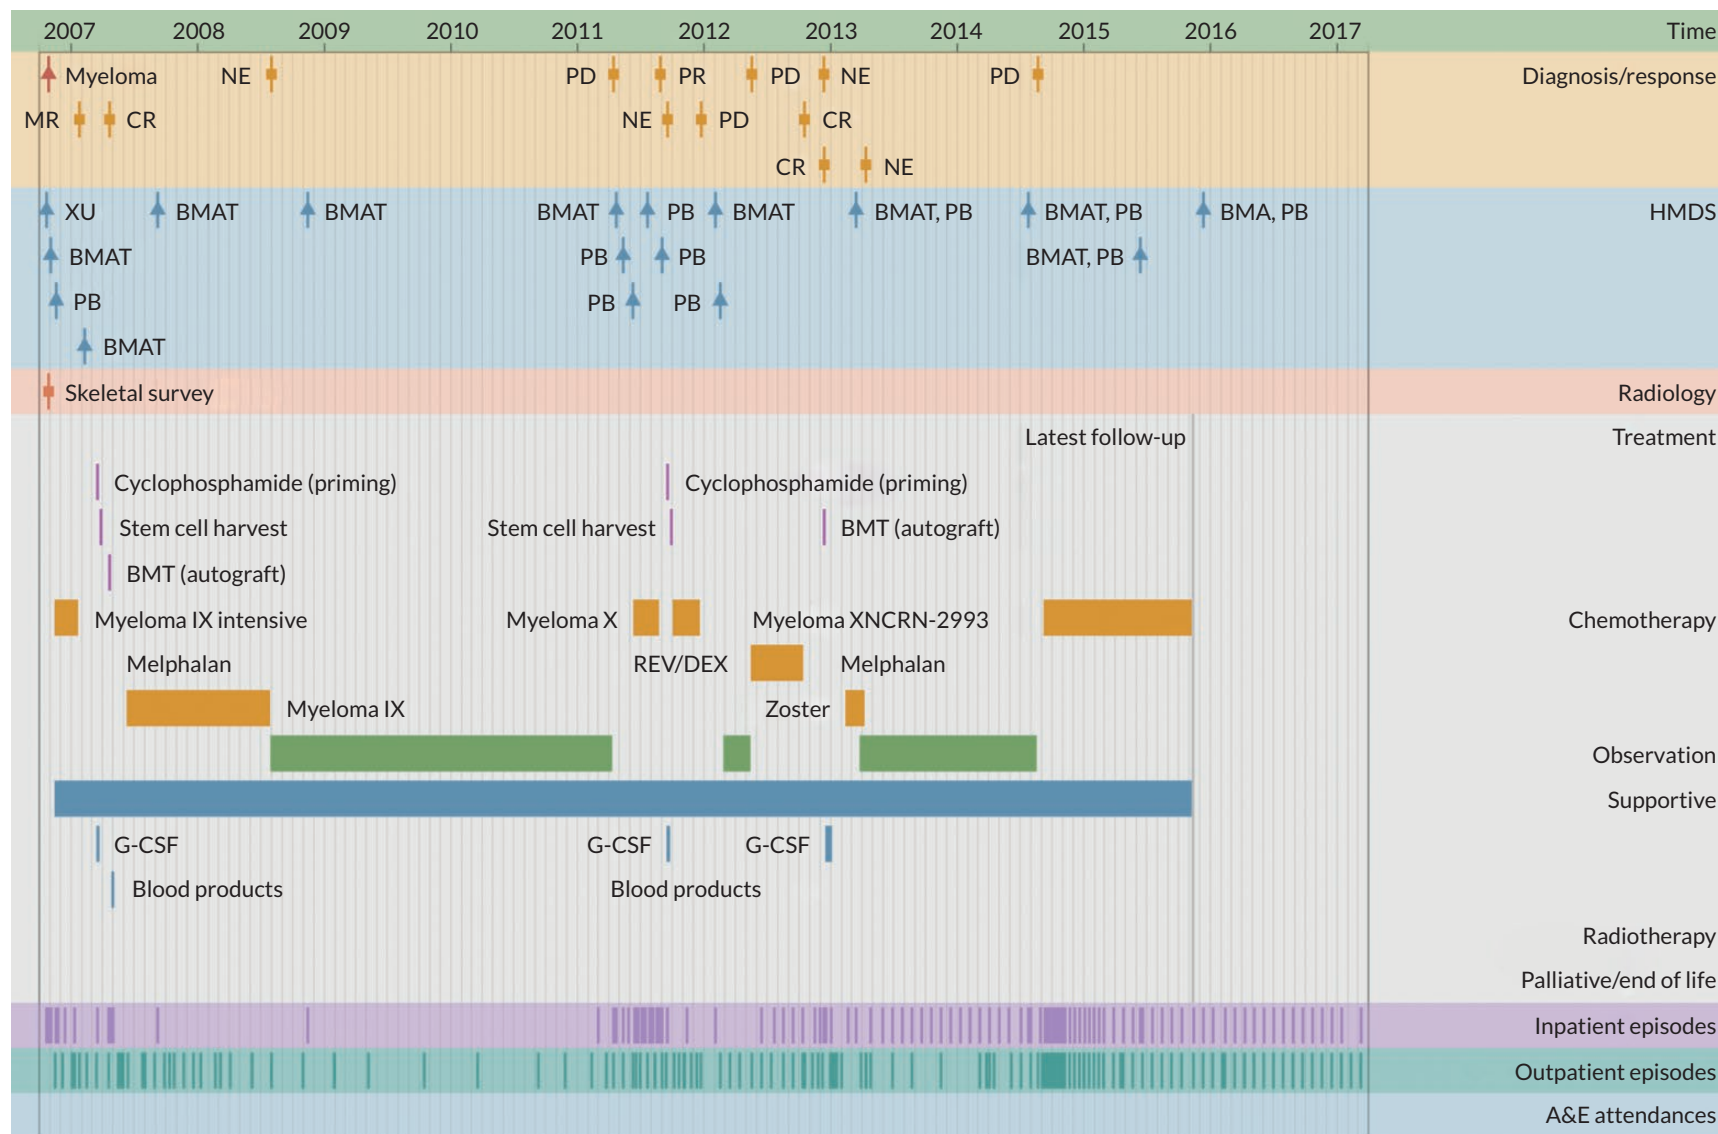 2007 2008 2009 2010 2011 2012 2013 2014 2015 2016 2017 Time
Myeloma NE PD PR PD NE PD Diagnosis/response
MR CR NE PD CR
CR NE
XU BMAT BMAT BMAT PB BMAT BMAT, PB BMAT, PB BMA, PB HMDS
BMAT PB PB BMAT, PB
PB PB PB
BMAT
Skeletal survey Radiology
Latest follow-up Treatment
Cyclophosphamide (priming) Cyclophosphamide (priming)
Stem cell harvest Stem cell harvest BMT (autograft)
BMT (autograft)
Myeloma IX intensive Myeloma X Myeloma XNCRN-2993 Chemotherapy
Melphalan REV/DEX Melphalan
Myeloma IX Zoster
Observation
Supportive
G-CSF G-CSF G-CSF
Blood products Blood products
Radiotherapy
Palliative/end of life
Inpatient episodes
Outpatient episodes
A&E attendances